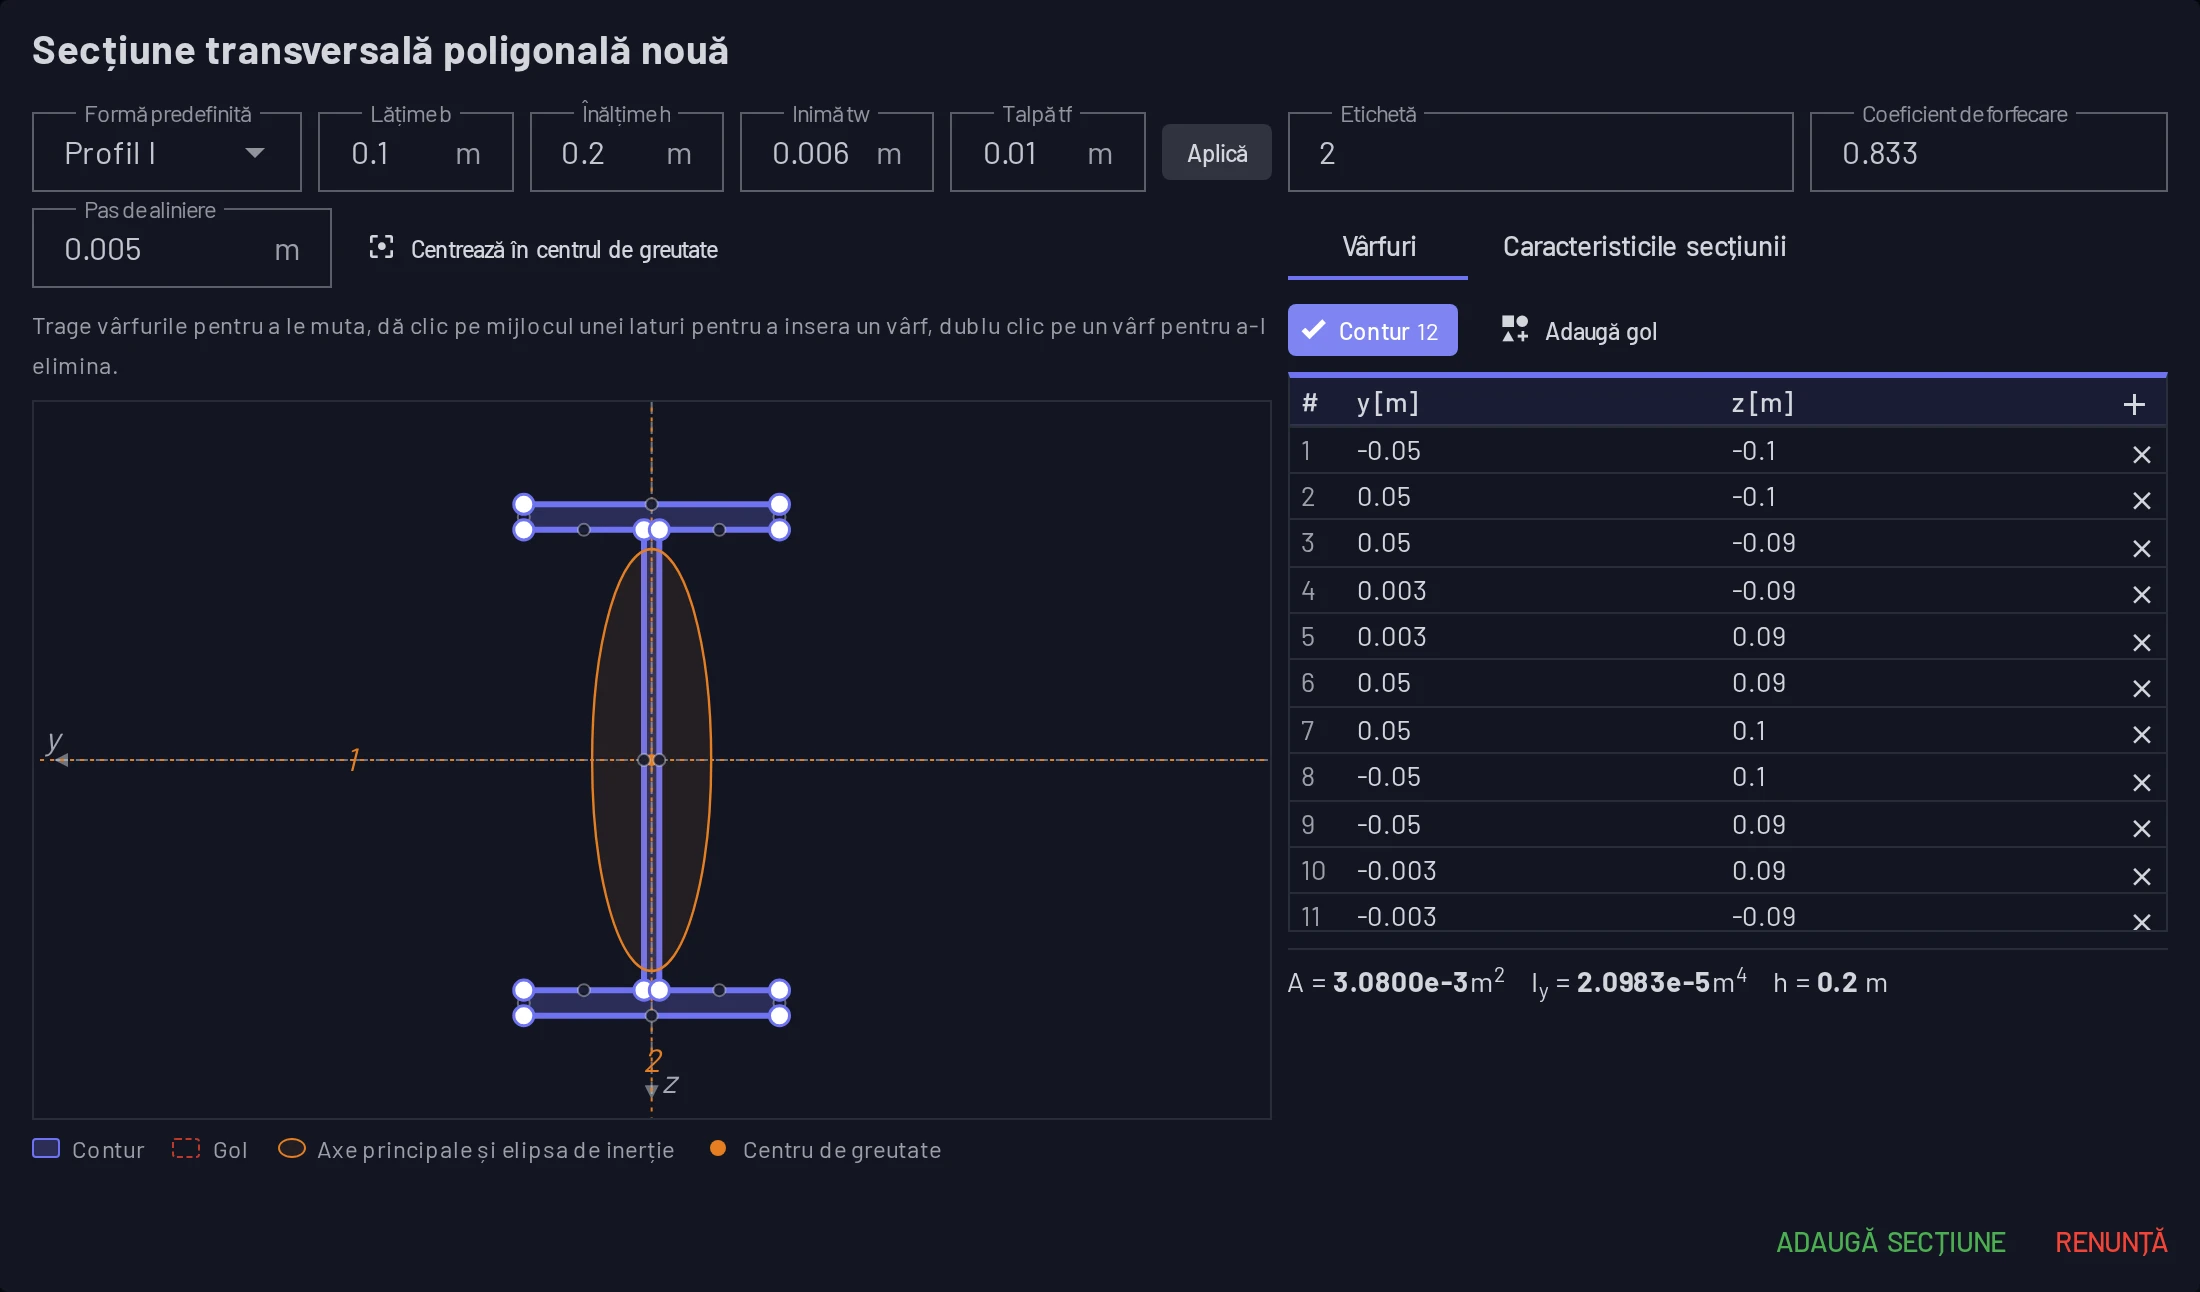 Secțiune transversală poligonală nouă
Formă predefinită Lățime b Înălțime h Inimă tw Talpă tf Etichetă Coeficient de forfecare
Profil I 0.1 m 0.2 m 0.006 m 0.01 m Aplică 2 0.833
Pas de aliniere
0.005 m Centrează în centrul de greutate Vârfuri Caracteristicile secțiunii
Trage vârfurile pentru a le muta, dă clic pe mijlocul unei laturi pentru a insera un vârf, dublu clic pe un vârf pentru a-l
elimina.
Contur 12 Adaugă gol
# y [m] z [m]
1 -0.05 -0.1
2 0.05 -0.1
3 0.05 -0.09
4 0.003 -0.09
5 0.003 0.09
6 0.05 0.09
7 0.05 0.1
8 -0.05 0.1
9 -0.05 0.09
10 -0.003 0.09
11 -0.003 -0.09
y
1
2
z
A = 3.0800e-3m² I_y = 2.0983e-5m⁴ h = 0.2 m
Contur Gol Axe principale și elipsa de inerție Centru de greutate
ADAUGĂ SECȚIUNE RENUNȚĂ